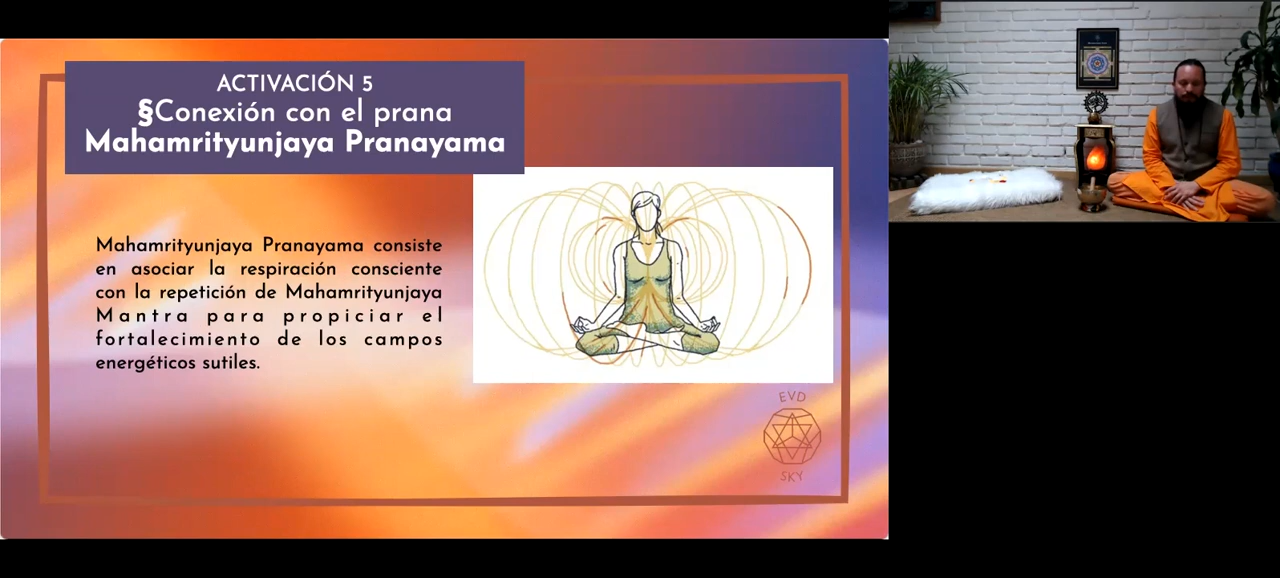 ACTIVACIÓN 5
§Conexión con el prana
Mahamrityunjaya Pranayama
Mahamrityunjaya Pranayama consiste
en asociar la respiración consciente
con la repetición de Mahamrityunjaya
Mantra para propiciar el
fortalecimiento de los campos
energéticos sutiles.
EVD
SKY